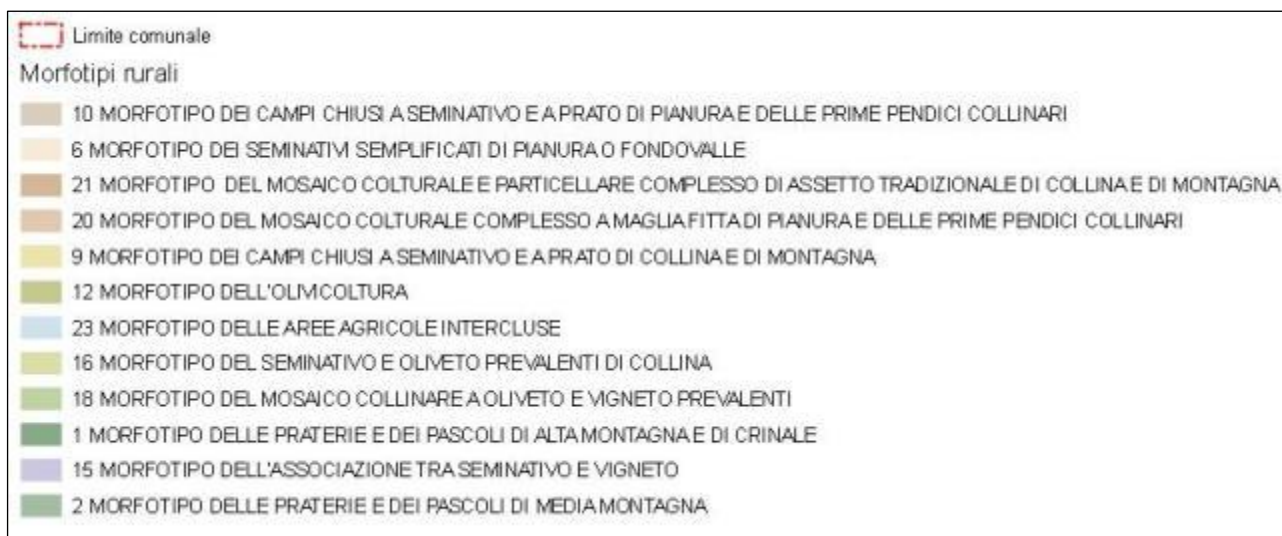 Limite comunale
Morfotipi rurali
10 MORFOTIPO DEI CAMPI CHIUSI A SEMINATIVO E A PRATO DI PIANURA E DELLE PRIME PENDICI COLLINARI
6 MORFOTIPO DEI SEMINATIVI SEMPLIFICATI DI PIANURA O FONDOVALLE
21 MORFOTIPO DEL MOSAICO COLTURALE E PARTICELLARE COMPLESSO DI ASSETTO TRADIZIONALE DI COLLINA E DI MONTAGNA
20 MORFOTIPO DEL MOSAICO COLTURALE COMPLESSO A MAGLIA FITTA DI PIANURA E DELLE PRIME PENDICI COLLINARI
9 MORFOTIPO DEI CAMPI CHIUSI A SEMINATIVO E A PRATO DI COLLINA E DI MONTAGNA
12 MORFOTIPO DELL'OLIVICOLTURA
23 MORFOTIPO DELLE AREE AGRICOLE INTERCLUSE
16 MORFOTIPO DEL SEMINATIVO E OLIVETO PREVALENTI DI COLLINA
18 MORFOTIPO DEL MOSAICO COLLINARE A OLIVETO E VIGNETO PREVALENTI
1 MORFOTIPO DELLE PRATERIE E DEI PASCOLI DI ALTA MONTAGNA E DI CRINALE
15 MORFOTIPO DELL'ASSOCIAZIONE TRA SEMINATIVO E VIGNETO
2 MORFOTIPO DELLE PRATERIE E DEI PASCOLI DI MEDIA MONTAGNA